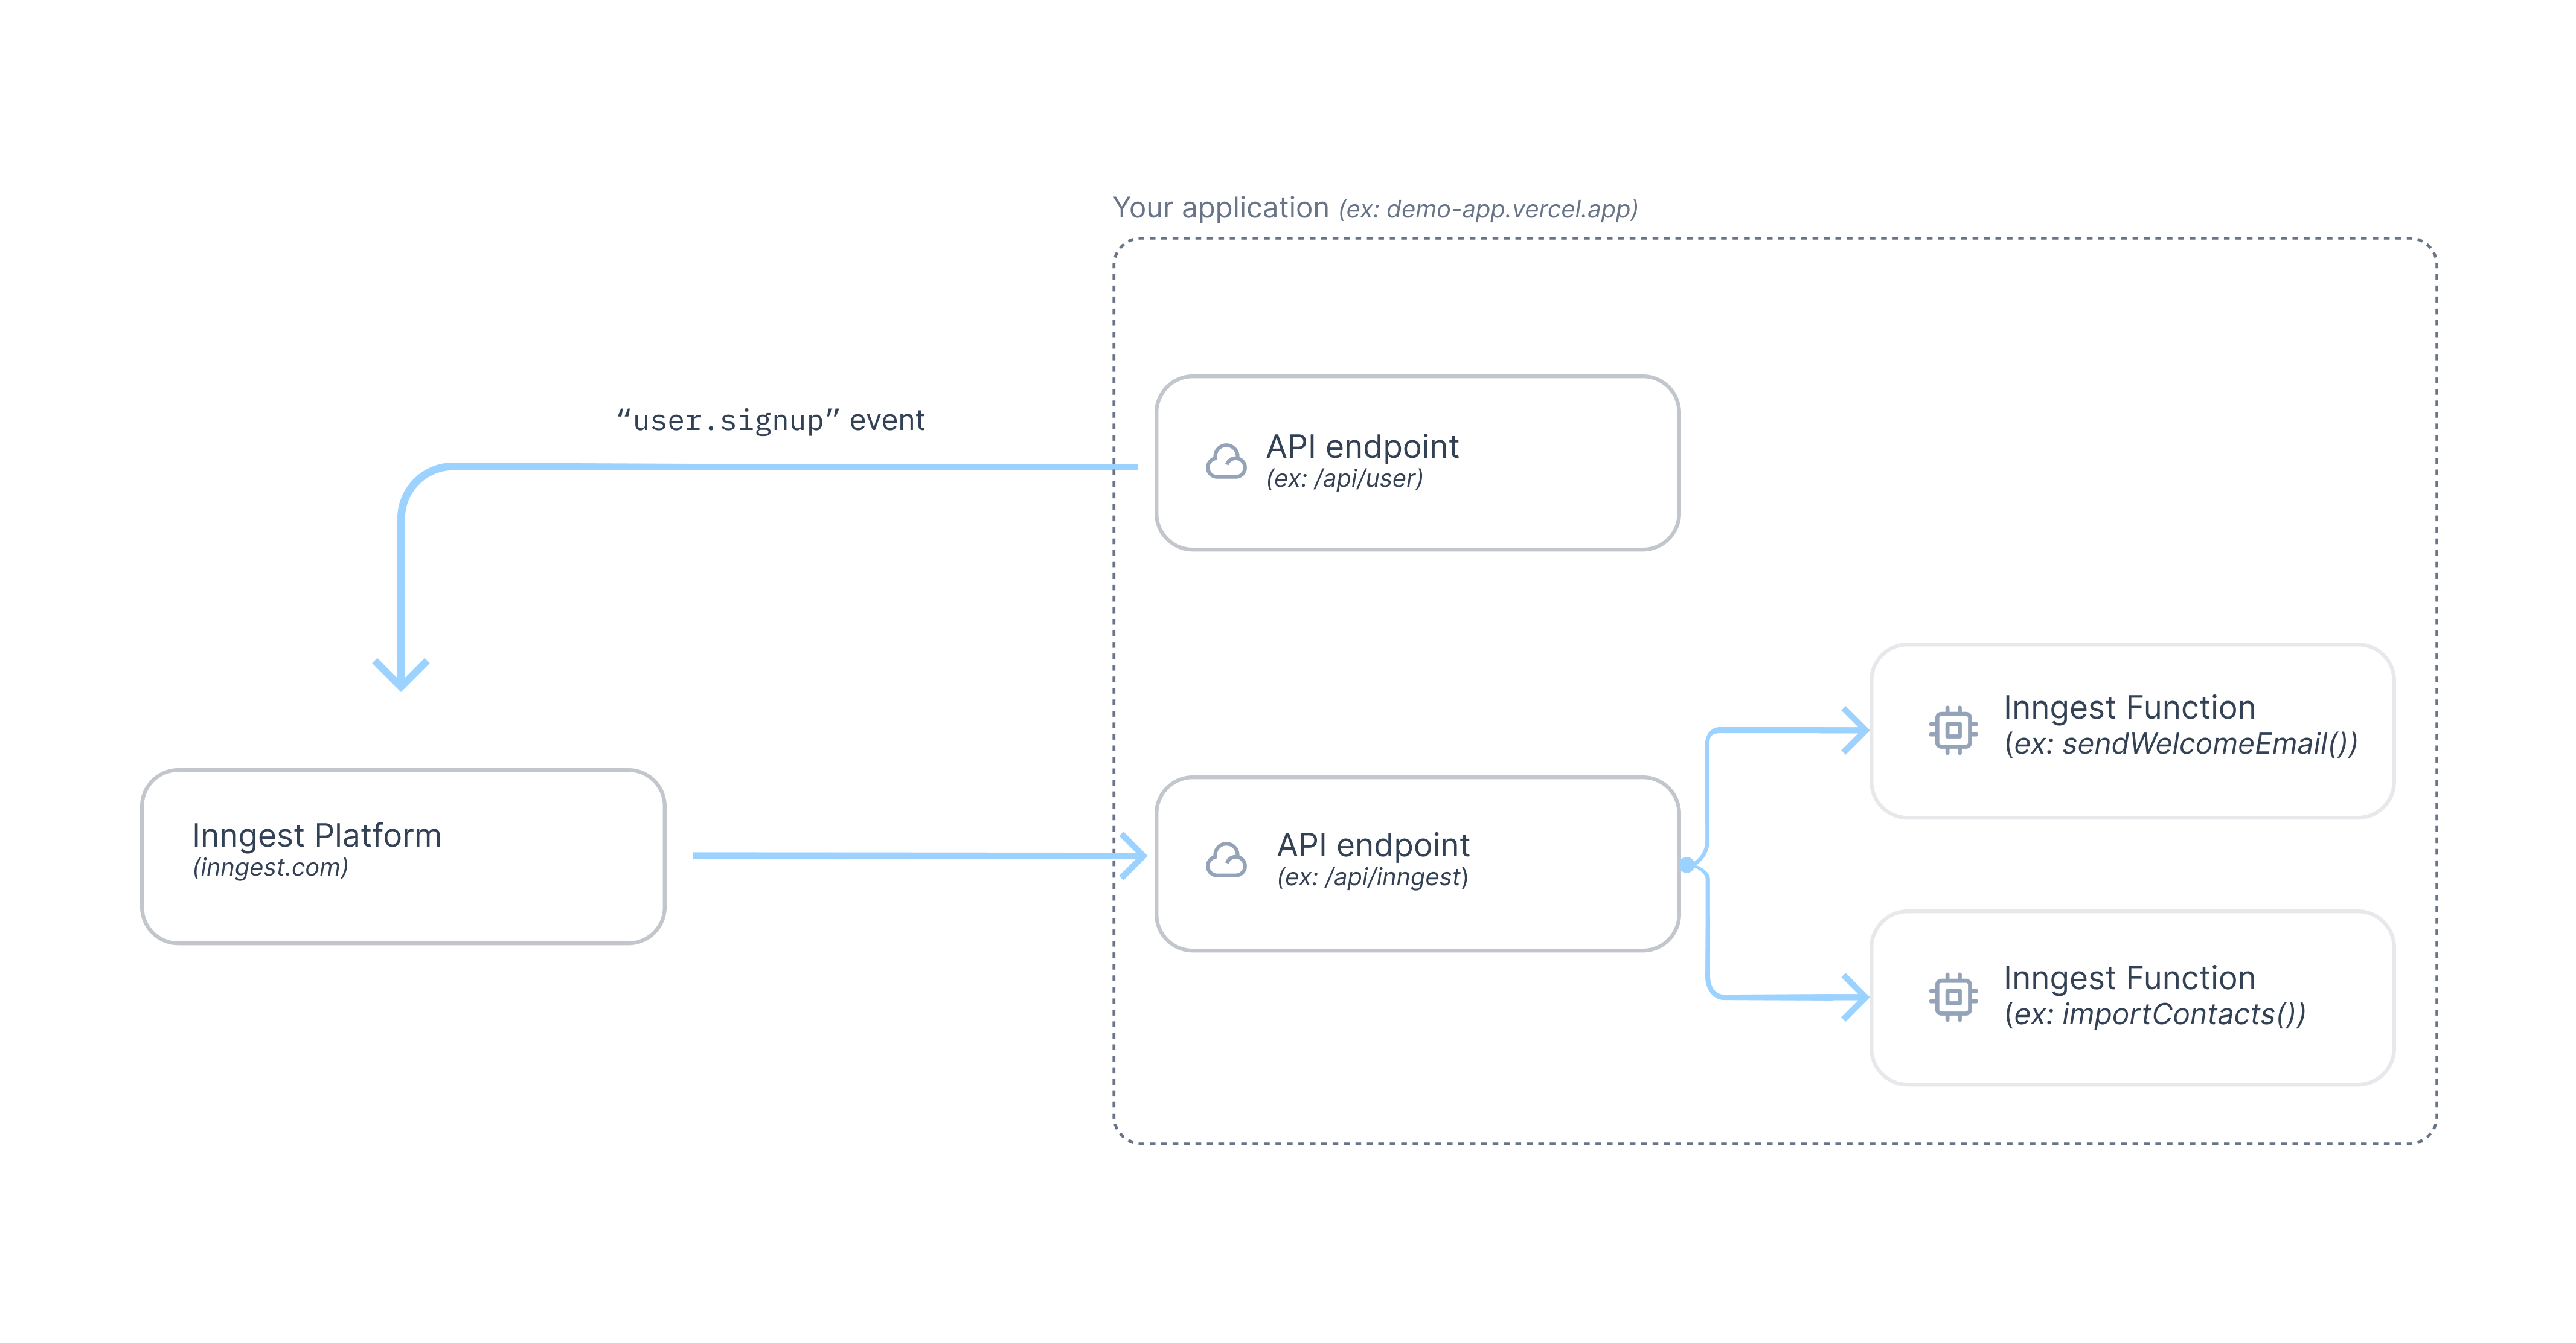 Your application (ex: demo-app.vercel.app)
“user.signup” event
API endpoint
(ex: /api/user)
Inngest Platform
(inngest.com)
API endpoint
(ex: /api/inngest)
Inngest Function
(ex: sendWelcomeEmail())
Inngest Function
(ex: importContacts())